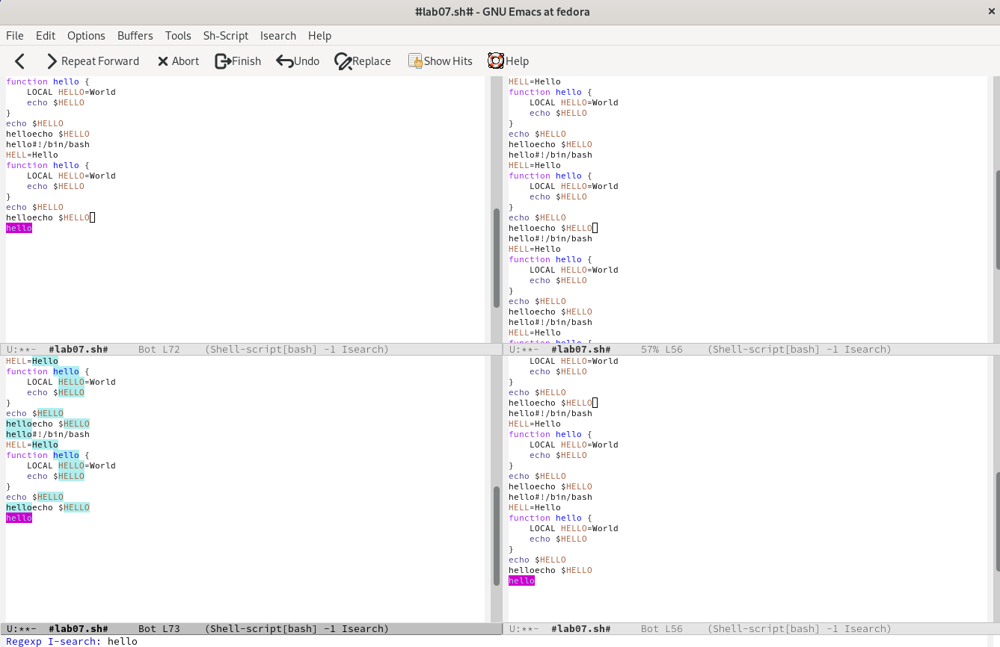 #lab07.sh# - GNU Emacs at fedora
File Edit Options Buffers Tools Sh-Script Isearch Help
Repeat Forward Abort Finish Undo Replace Show Hits Help
function hello {
    LOCAL HELLO=World
    echo $HELLO
}
echo $HELLO
helloecho $HELLO
hello#!/bin/bash
HELL=Hello
function hello {
    LOCAL HELLO=World
    echo $HELLO
}
echo $HELLO
helloecho $HELLO
hello
U:**-  #lab07.sh#     Bot L72    (Shell-script[bash] -1 Isearch)
HELL=Hello
function hello {
    LOCAL HELLO=World
    echo $HELLO
}
echo $HELLO
helloecho $HELLO
hello#!/bin/bash
HELL=Hello
function hello {
    LOCAL HELLO=World
    echo $HELLO
}
echo $HELLO
helloecho $HELLO
hello#!/bin/bash
HELL=Hello
function hello {
    LOCAL HELLO=World
    echo $HELLO
}
echo $HELLO
helloecho $HELLO
hello#!/bin/bash
HELL=Hello
function hello {
U:**-  #lab07.sh#     57% L56    (Shell-script[bash] -1 Isearch)
HELL=Hello
function hello {
    LOCAL HELLO=World
    echo $HELLO
}
echo $HELLO
helloecho $HELLO
hello#!/bin/bash
HELL=Hello
function hello {
    LOCAL HELLO=World
    echo $HELLO
}
echo $HELLO
helloecho $HELLO
hello
U:**-  #lab07.sh#     Bot L73    (Shell-script[bash] -1 Isearch)
    LOCAL HELLO=World
    echo $HELLO
}
echo $HELLO
helloecho $HELLO
hello#!/bin/bash
HELL=Hello
function hello {
    LOCAL HELLO=World
    echo $HELLO
}
echo $HELLO
helloecho $HELLO
hello#!/bin/bash
HELL=Hello
function hello {
    LOCAL HELLO=World
    echo $HELLO
}
echo $HELLO
helloecho $HELLO
hello
U:**-  #lab07.sh#     Bot L56    (Shell-script[bash] -1 Isearch)
Regexp I-search: hello